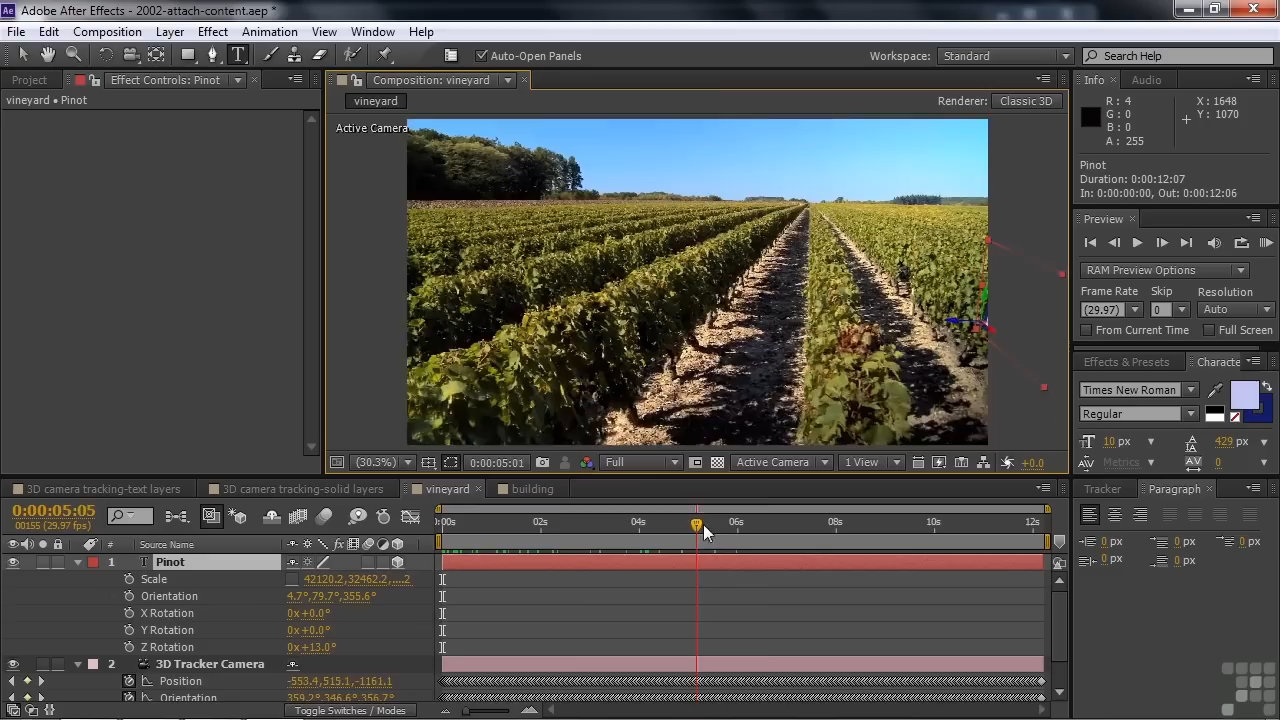 Ae Adobe After Effects - 2002-attach-content.aep *
File Edit Composition Layer Effect Animation View Window Help
T Auto-Open Panels Workspace: Standard Search Help
Project Effect Controls: Pinot Composition: vineyard Info Audio
vineyard • Pinot
vineyard Renderer: Classic 3D
Active Camera
R : 4 X : 1648
G : 0 Y : 1070
B : 0
A : 255
Pinot
Duration: 0:00:12:07
In: 0:00:00:00, Out: 0:00:12:06
Preview
RAM Preview Options
Frame Rate Skip Resolution
(29.97) 0 Auto
From Current Time Full Screen
Effects & Presets Characte
Times New Roman
Regular
10 px 429 px
Metrics 0
(30.3%) 0:00:05:01 Full Active Camera 1 View +0.0
3D camera tracking-text layers 3D camera tracking-solid layers vineyard building
Tracker Paragraph
0:00:05:05
00155 (29.97 fps)
0:00s 02s 04s 06s 08s 10s 12s
# Source Name fx
1 T Pinot
Scale 42120.2,32462.2,....2
Orientation 4.7°,79.7°,355.6°
X Rotation 0x+0.0°
Y Rotation 0x+0.0°
Z Rotation 0x+13.0°
2 3D Tracker Camera
Position -553.4,515.1,-1161.1
Orientation 359.2°,346.6°,356.7°
Toggle Switches / Modes
0 px 0 px 0 px
0 px 0 px